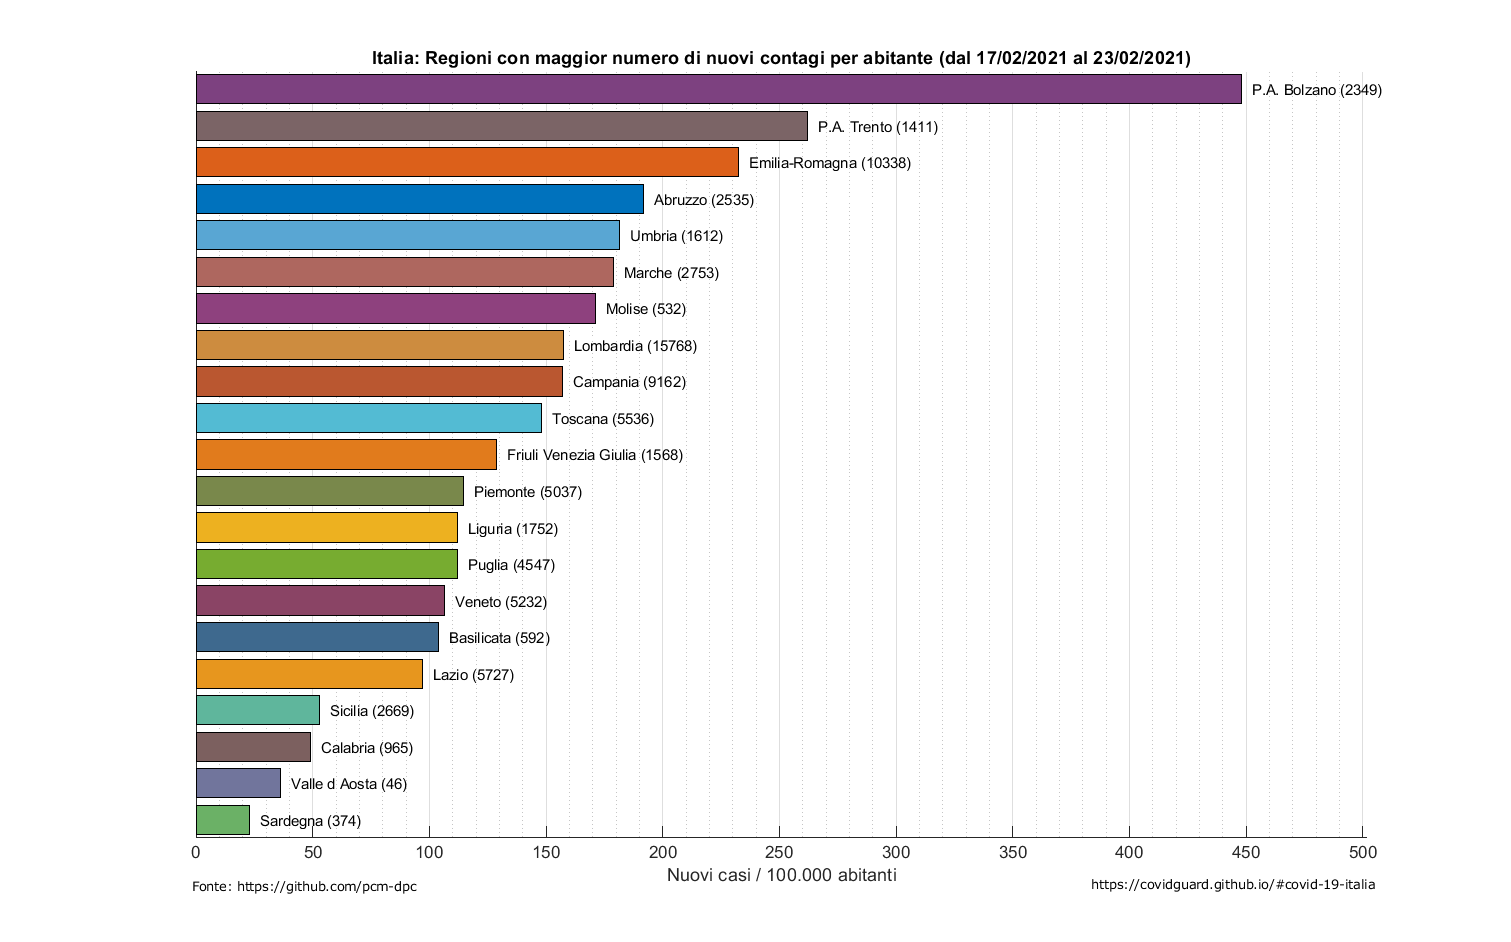 Italia: Regioni con maggior numero di nuovi contagi per abitante (dal 17/02/2021 al 23/02/2021)
P.A. Bolzano (2349)
P.A. Trento (1411)
Emilia-Romagna (10338)
Abruzzo (2535)
Umbria (1612)
Marche (2753)
Molise (532)
Lombardia (15768)
Campania (9162)
Toscana (5536)
Friuli Venezia Giulia (1568)
Piemonte (5037)
Liguria (1752)
Puglia (4547)
Veneto (5232)
Basilicata (592)
Lazio (5727)
Sicilia (2669)
Calabria (965)
Valle d Aosta (46)
Sardegna (374)
0 50 100 150 200 250 300 350 400 450 500
Nuovi casi / 100.000 abitanti
Fonte: https://github.com/pcm-dpc
https://covidguard.github.io/#covid-19-italia